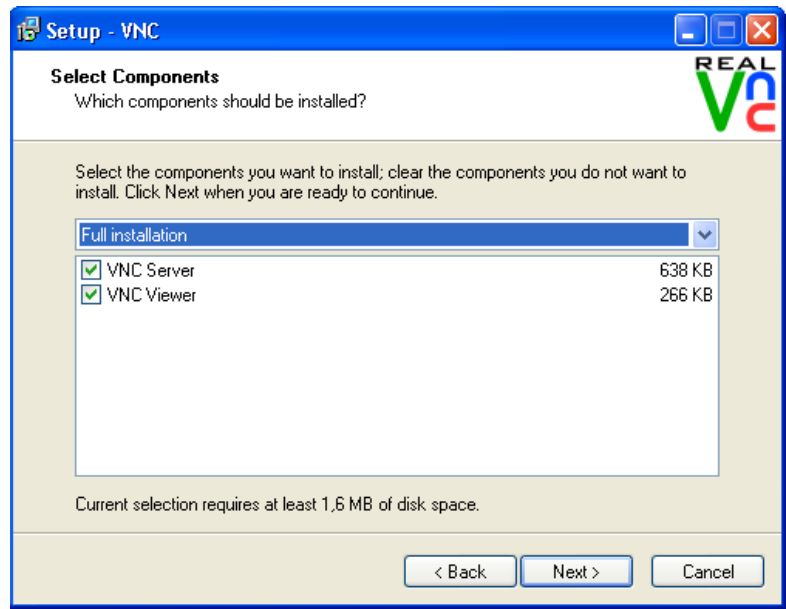 Setup - VNC
Select Components
Which components should be installed?
REAL
Vnc
Select the components you want to install; clear the components you do not want to
install. Click Next when you are ready to continue.
Full installation
VNC Server 638 KB
VNC Viewer 266 KB
Current selection requires at least 1,6 MB of disk space.
< Back Next > Cancel